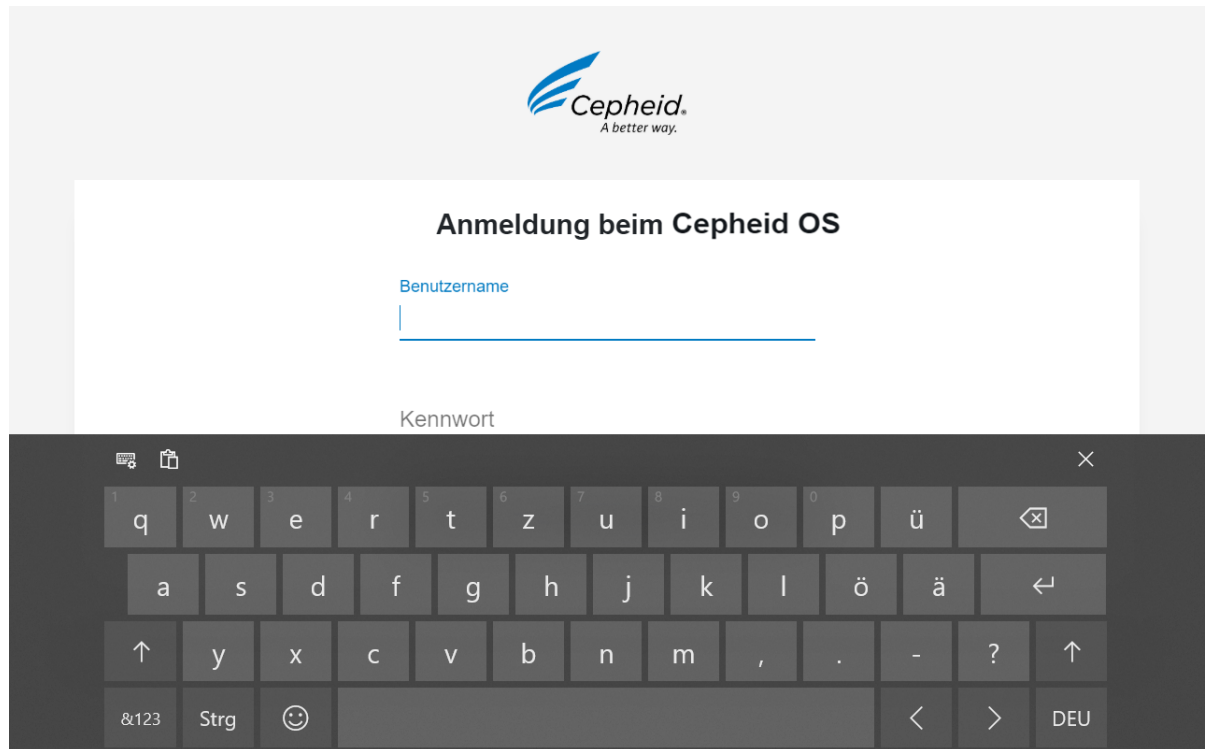 Cepheid.
A better way.
Anmeldung beim Cepheid OS
Benutzername
Kennwort
1 2 3 4 5 6 7 8 9 0
q w e r t z u i o p ü
a s d f g h j k l ö ä
y x c v b n m , . - ?
&123 Strg DEU